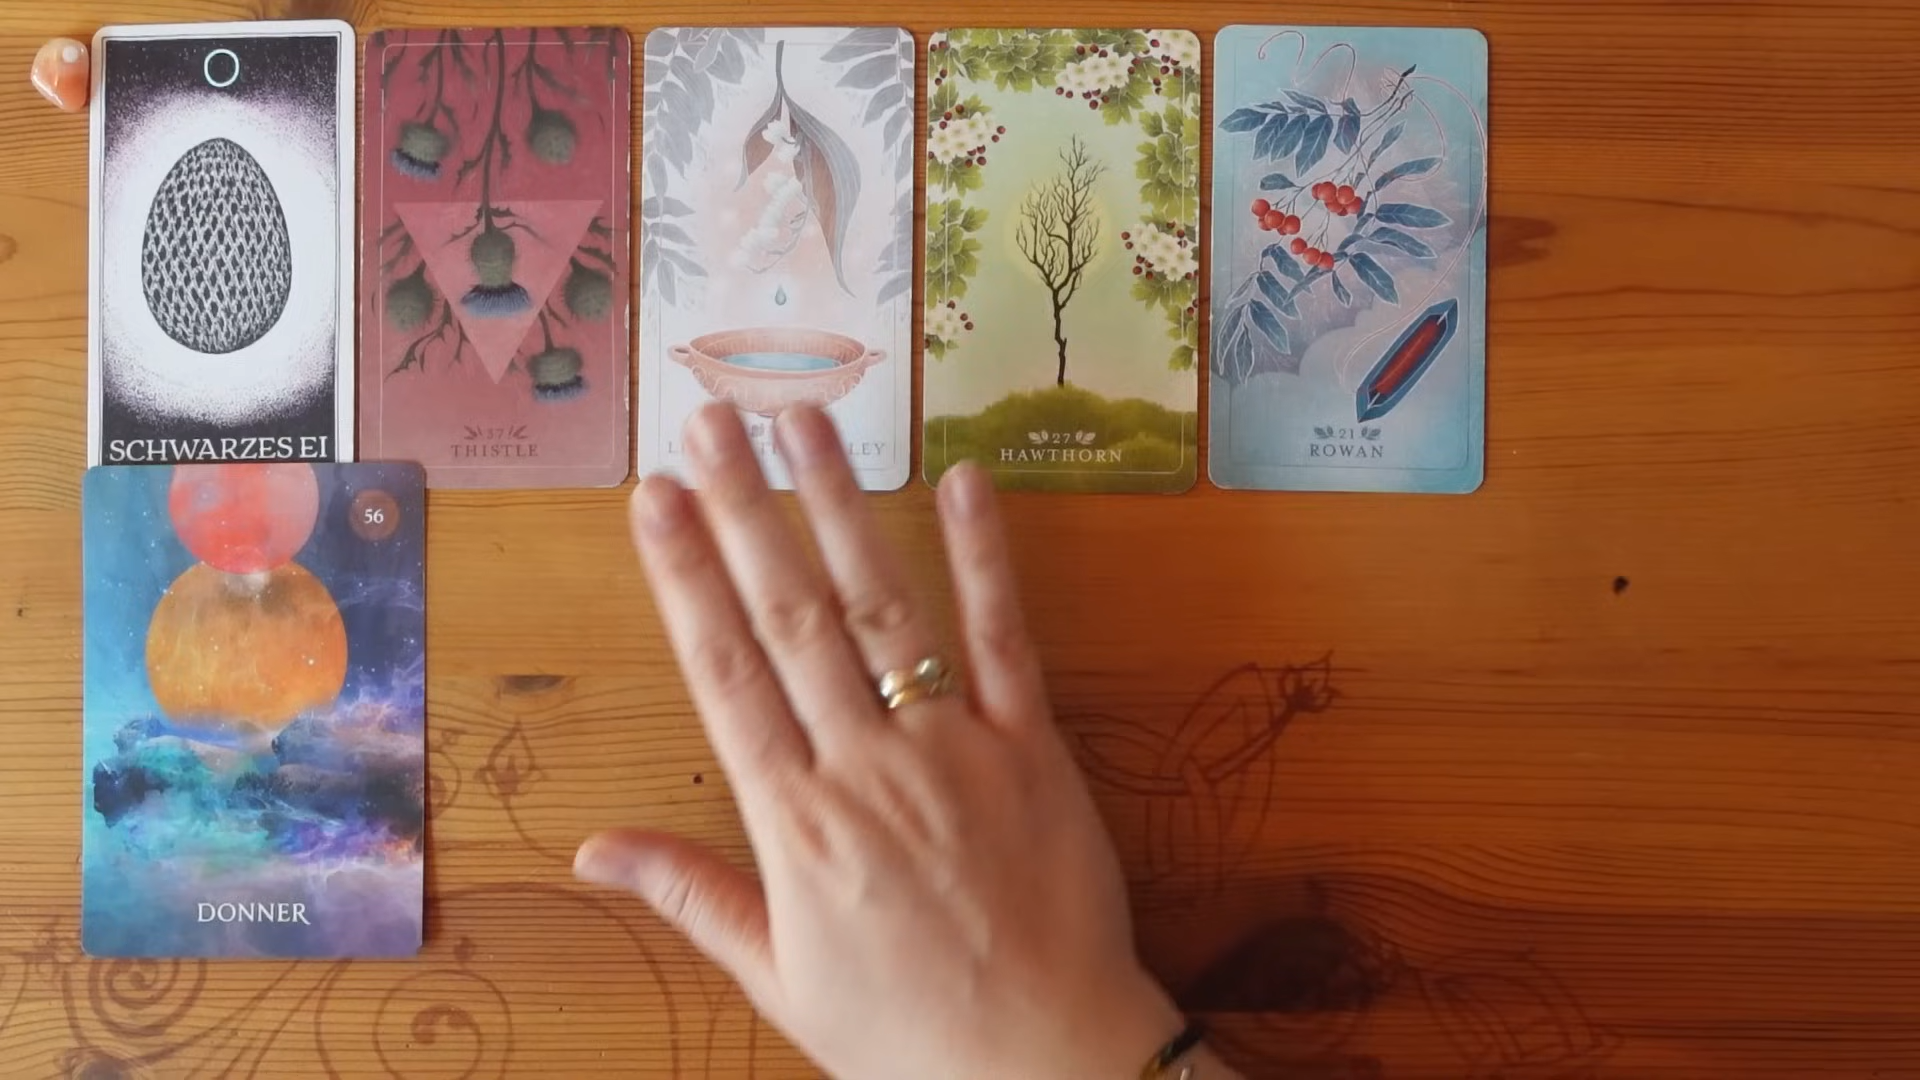 SCHWARZES EI
37
THISTLE
27
HAWTHORN
21
ROWAN
56
DONNER